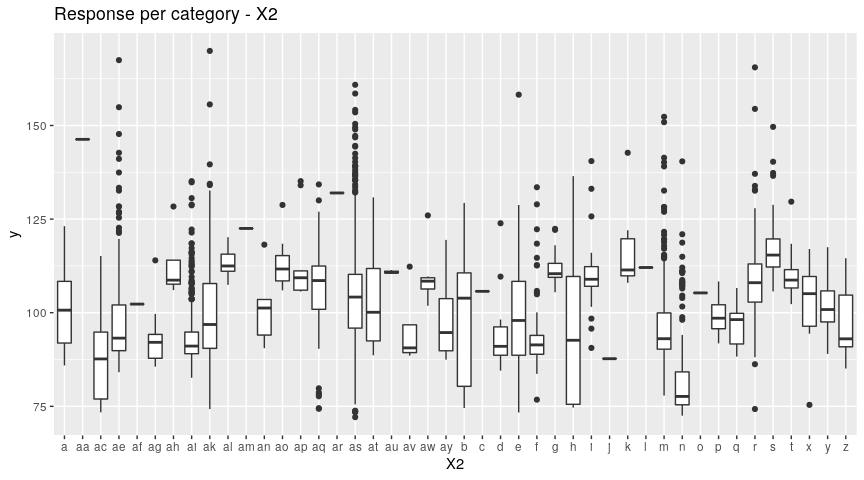 Response per category - X2
150
125
100
75
y
a aa ac ae af ag ah ai ak al am an ao ap aq ar as at au av aw ay b c d e f g h i j k l m n o p q r s t x y z
X2